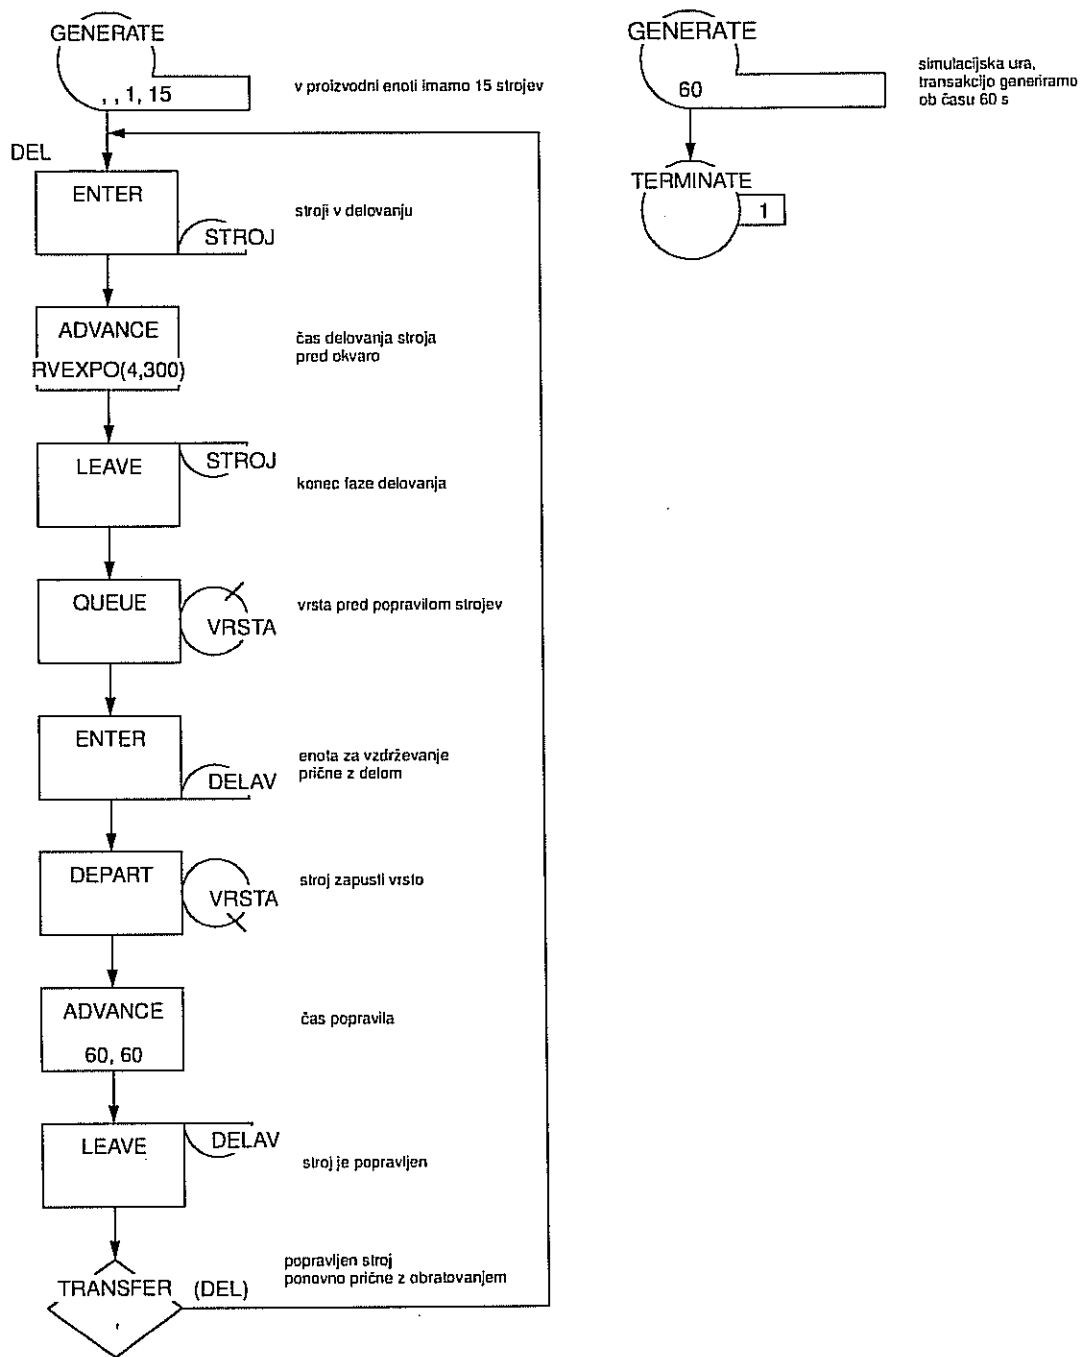 GENERATE
, , 1, 15
v proizvodni enoti imamo 15 strojev
DEL
ENTER
STROJ
stroji v delovanju
ADVANCE
RVEXPO(4,300)
čas delovanja stroja
pred okvaro
LEAVE
STROJ
konec faze delovanja
QUEUE
VRSTA
vrsta pred popravilom strojev
ENTER
DELAV
enota za vzdrževanje
prične z delom
DEPART
VRSTA
stroj zapusti vrsto
ADVANCE
60, 60
čas popravila
LEAVE
DELAV
stroj je popravljen
TRANSFER
,
(DEL)
popravljen stroj
ponovno prične z obratovanjem
GENERATE
60
simulacijska ura,
transakcijo generiramo
ob času 60 s
TERMINATE
1